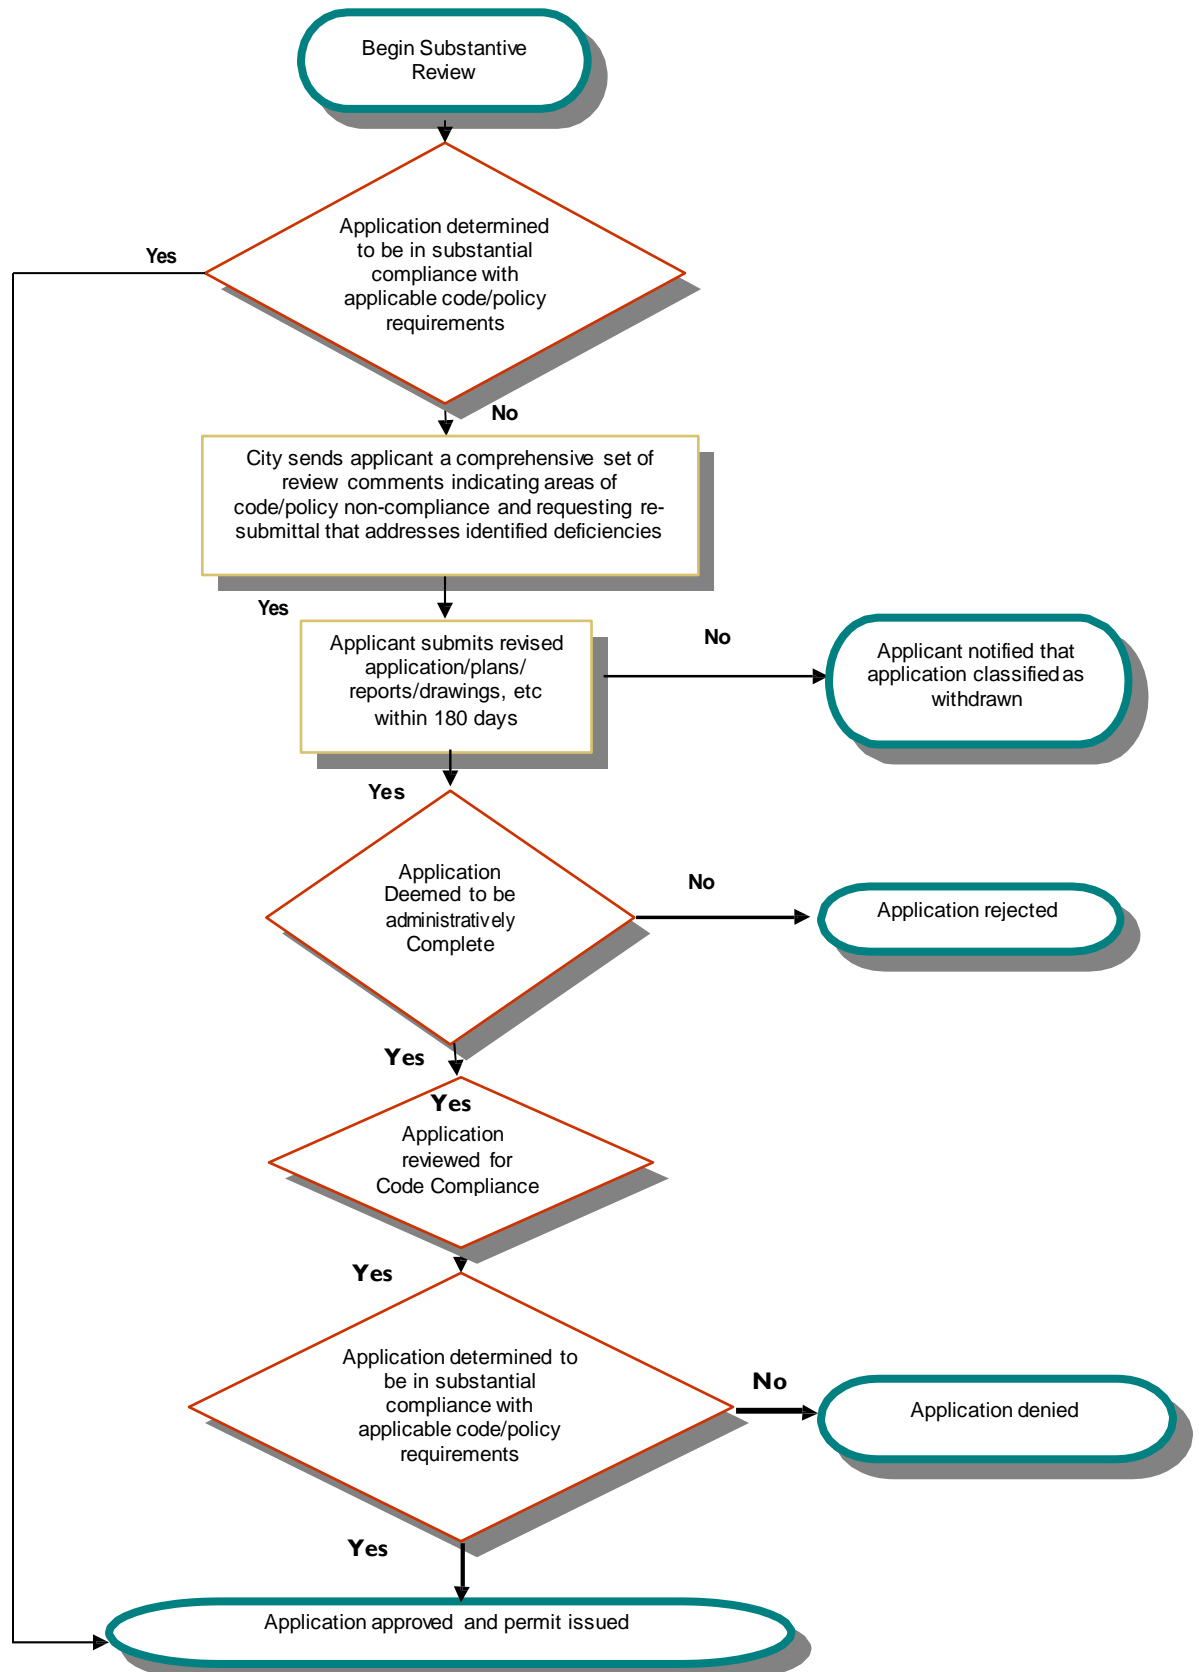 Begin Substantive
Review
Application determined
to be in substantial
compliance with
applicable code/policy
requirements
Yes
No
City sends applicant a comprehensive set of
review comments indicating areas of
code/policy non-compliance and requesting re-
submittal that addresses identified deficiencies
Yes
Applicant submits revised
application/plans/
reports/drawings, etc
within 180 days
No
Applicant notified that
application classified as
withdrawn
Yes
Application
Deemed to be
administratively
Complete
No
Application rejected
Yes
Yes
Application
reviewed for
Code Compliance
Yes
Application determined to
be in substantial
compliance with
applicable code/policy
requirements
No
Application denied
Yes
Application approved and permit issued